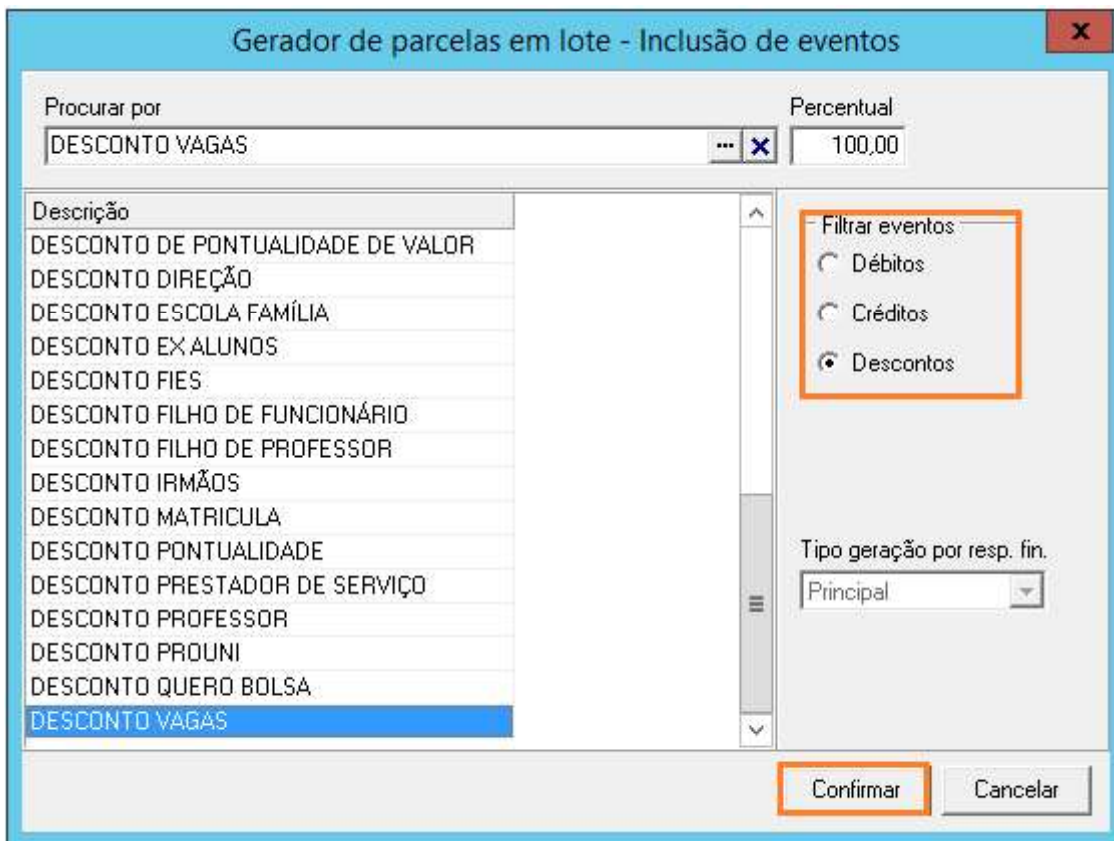 Gerador de parcelas em lote - Inclusão de eventos
x
Procurar por
Percentual
DESCONTO VAGAS
...
100,00
Descrição
DESCONTO DE PONTUALIDADE DE VALOR
DESCONTO DIREÇÃO
DESCONTO ESCOLA FAMÍLIA
DESCONTO EX ALUNOS
DESCONTO FIES
DESCONTO FILHO DE FUNCIONÁRIO
DESCONTO FILHO DE PROFESSOR
DESCONTO IRMÃOS
DESCONTO MATRICULA
DESCONTO PONTUALIDADE
DESCONTO PRESTADOR DE SERVIÇO
DESCONTO PROFESSOR
DESCONTO PROUNI
DESCONTO QUERO BOLSA
DESCONTO VAGAS
Filtrar eventos
Débitos
Créditos
Descontos
Tipo geração por resp. fin.
Principal
Confirmar
Cancelar